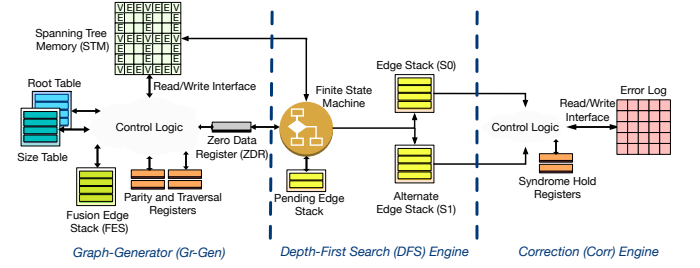 V E E V E E V
E E E
E E E
V E E V E E V
E E E
E E E
V E E V E E V
Spanning Tree
Memory (STM)
Read/Write Interface
Root Table
Size Table
Control Logic
Zero Data
Register (ZDR)
Fusion Edge
Stack (FES)
Parity and Traversal
Registers
Finite State
Machine
Pending Edge
Stack
Edge Stack (S0)
Alternate
Edge Stack (S1)
Control Logic
Read/Write
Interface
Error Log
Syndrome Hold
Registers
Graph-Generator (Gr-Gen)
Depth-First Search (DFS) Engine
Correction (Corr) Engine